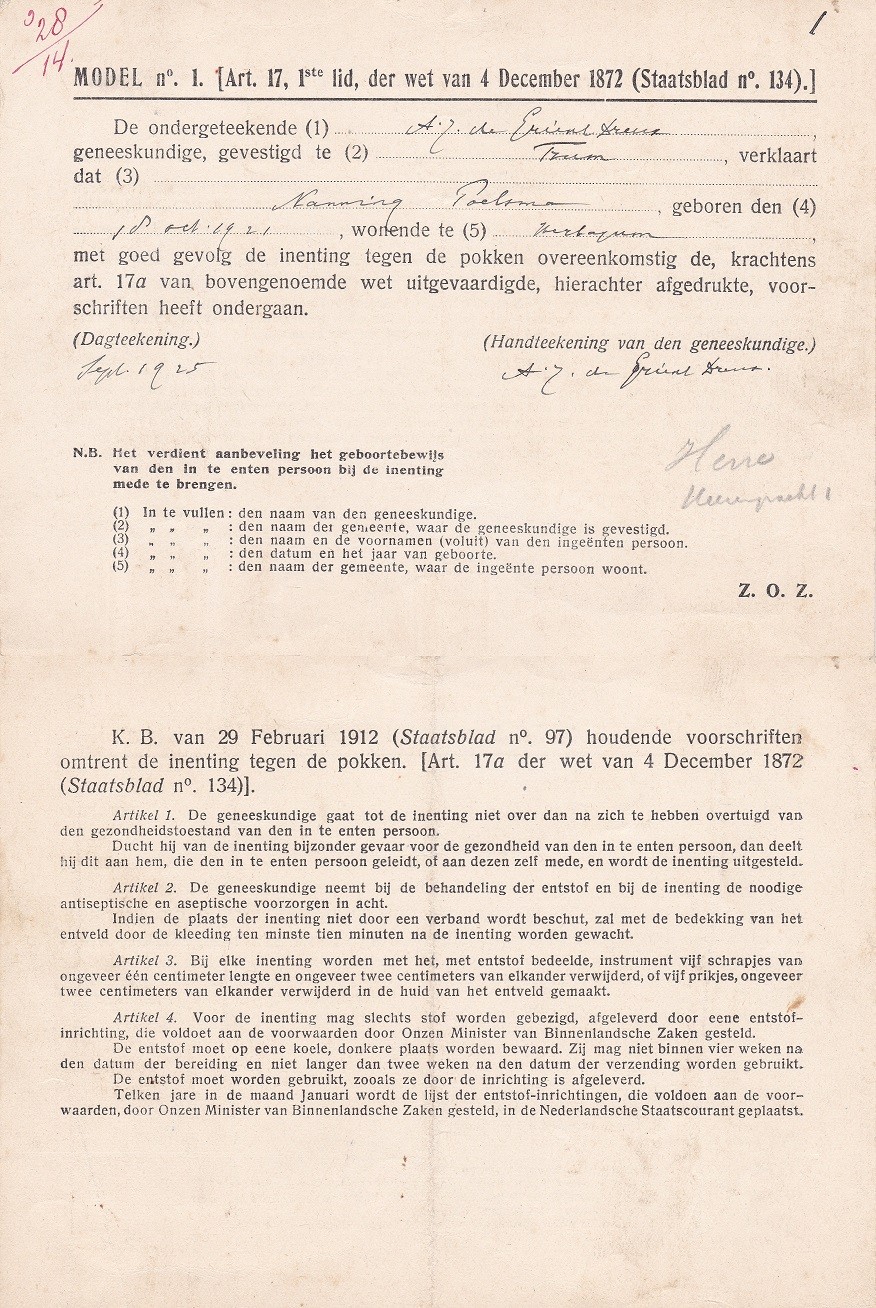 28
14.
1
MODEL nº. 1. [Art. 17, 1ste lid, der wet van 4 December 1872 (Staatsblad nº. 134).]
De ondergeteekende (1) A. J. de
geneeskundige, gevestigd te (2) , verklaart
dat (3)
Nanning Poelsma , geboren den (4)
18 oct. 1921 , wonende te (5) ,
met goed gevolg de inenting tegen de pokken overeenkomstig de, krachtens
art. 17a van bovengenoemde wet uitgevaardigde, hierachter afgedrukte, voor-
schriften heeft ondergaan.
(Dagteekening.) (Handteekening van den geneeskundige.)
Sept. 1925 A. J. de
N.B. Het verdient aanbeveling het geboortebewijs
van den in te enten persoon bij de inenting
mede te brengen.
(1) In te vullen : den naam van den geneeskundige.
(2) „ „ „ : den naam der gemeente, waar de geneeskundige is gevestigd.
(3) „ „ „ : den naam en de voornamen (voluit) van den ingeënten persoon.
(4) „ „ „ : den datum en het jaar van geboorte.
(5) „ „ „ : den naam der gemeente, waar de ingeënte persoon woont.
Z. O. Z.
K. B. van 29 Februari 1912 (Staatsblad nº. 97) houdende voorschriften
omtrent de inenting tegen de pokken. [Art. 17a der wet van 4 December 1872
(Staatsblad nº. 134)].
Artikel 1. De geneeskundige gaat tot de inenting niet over dan na zich te hebben overtuigd van
den gezondheidstoestand van den in te enten persoon.
Ducht hij van de inenting bijzonder gevaar voor de gezondheid van den in te enten persoon, dan deelt
hij dit aan hem, die den in te enten persoon geleidt, of aan dezen zelf mede, en wordt de inenting uitgesteld.
Artikel 2. De geneeskundige neemt bij de behandeling der entstof en bij de inenting de noodige
antiseptische en aseptische voorzorgen in acht.
Indien de plaats der inenting niet door een verband wordt beschut, zal met de bedekking van het
entveld door de kleeding ten minste tien minuten na de inenting worden gewacht.
Artikel 3. Bij elke inenting worden met het, met entstof bedeelde, instrument vijf schrapjes van
ongeveer één centimeter lengte en ongeveer twee centimeters van elkander verwijderd, of vijf prikjes, ongeveer
twee centimeters van elkander verwijderd in de huid van het entveld gemaakt.
Artikel 4. Voor de inenting mag slechts stof worden gebezigd, afgeleverd door eene entstof-
inrichting, die voldoet aan de voorwaarden door Onzen Minister van Binnenlandsche Zaken gesteld.
De entstof moet op eene koele, donkere plaats worden bewaard. Zij mag niet binnen vier weken na
den datum der bereiding en niet langer dan twee weken na den datum der verzending worden gebruikt.
De entstof moet worden gebruikt, zooals ze door de inrichting is afgeleverd.
Telken jare in de maand Januari wordt de lijst der entstof-inrichtingen, die voldoen aan de voor-
waarden, door Onzen Minister van Binnenlandsche Zaken gesteld, in de Nederlandsche Staatscourant geplaatst.